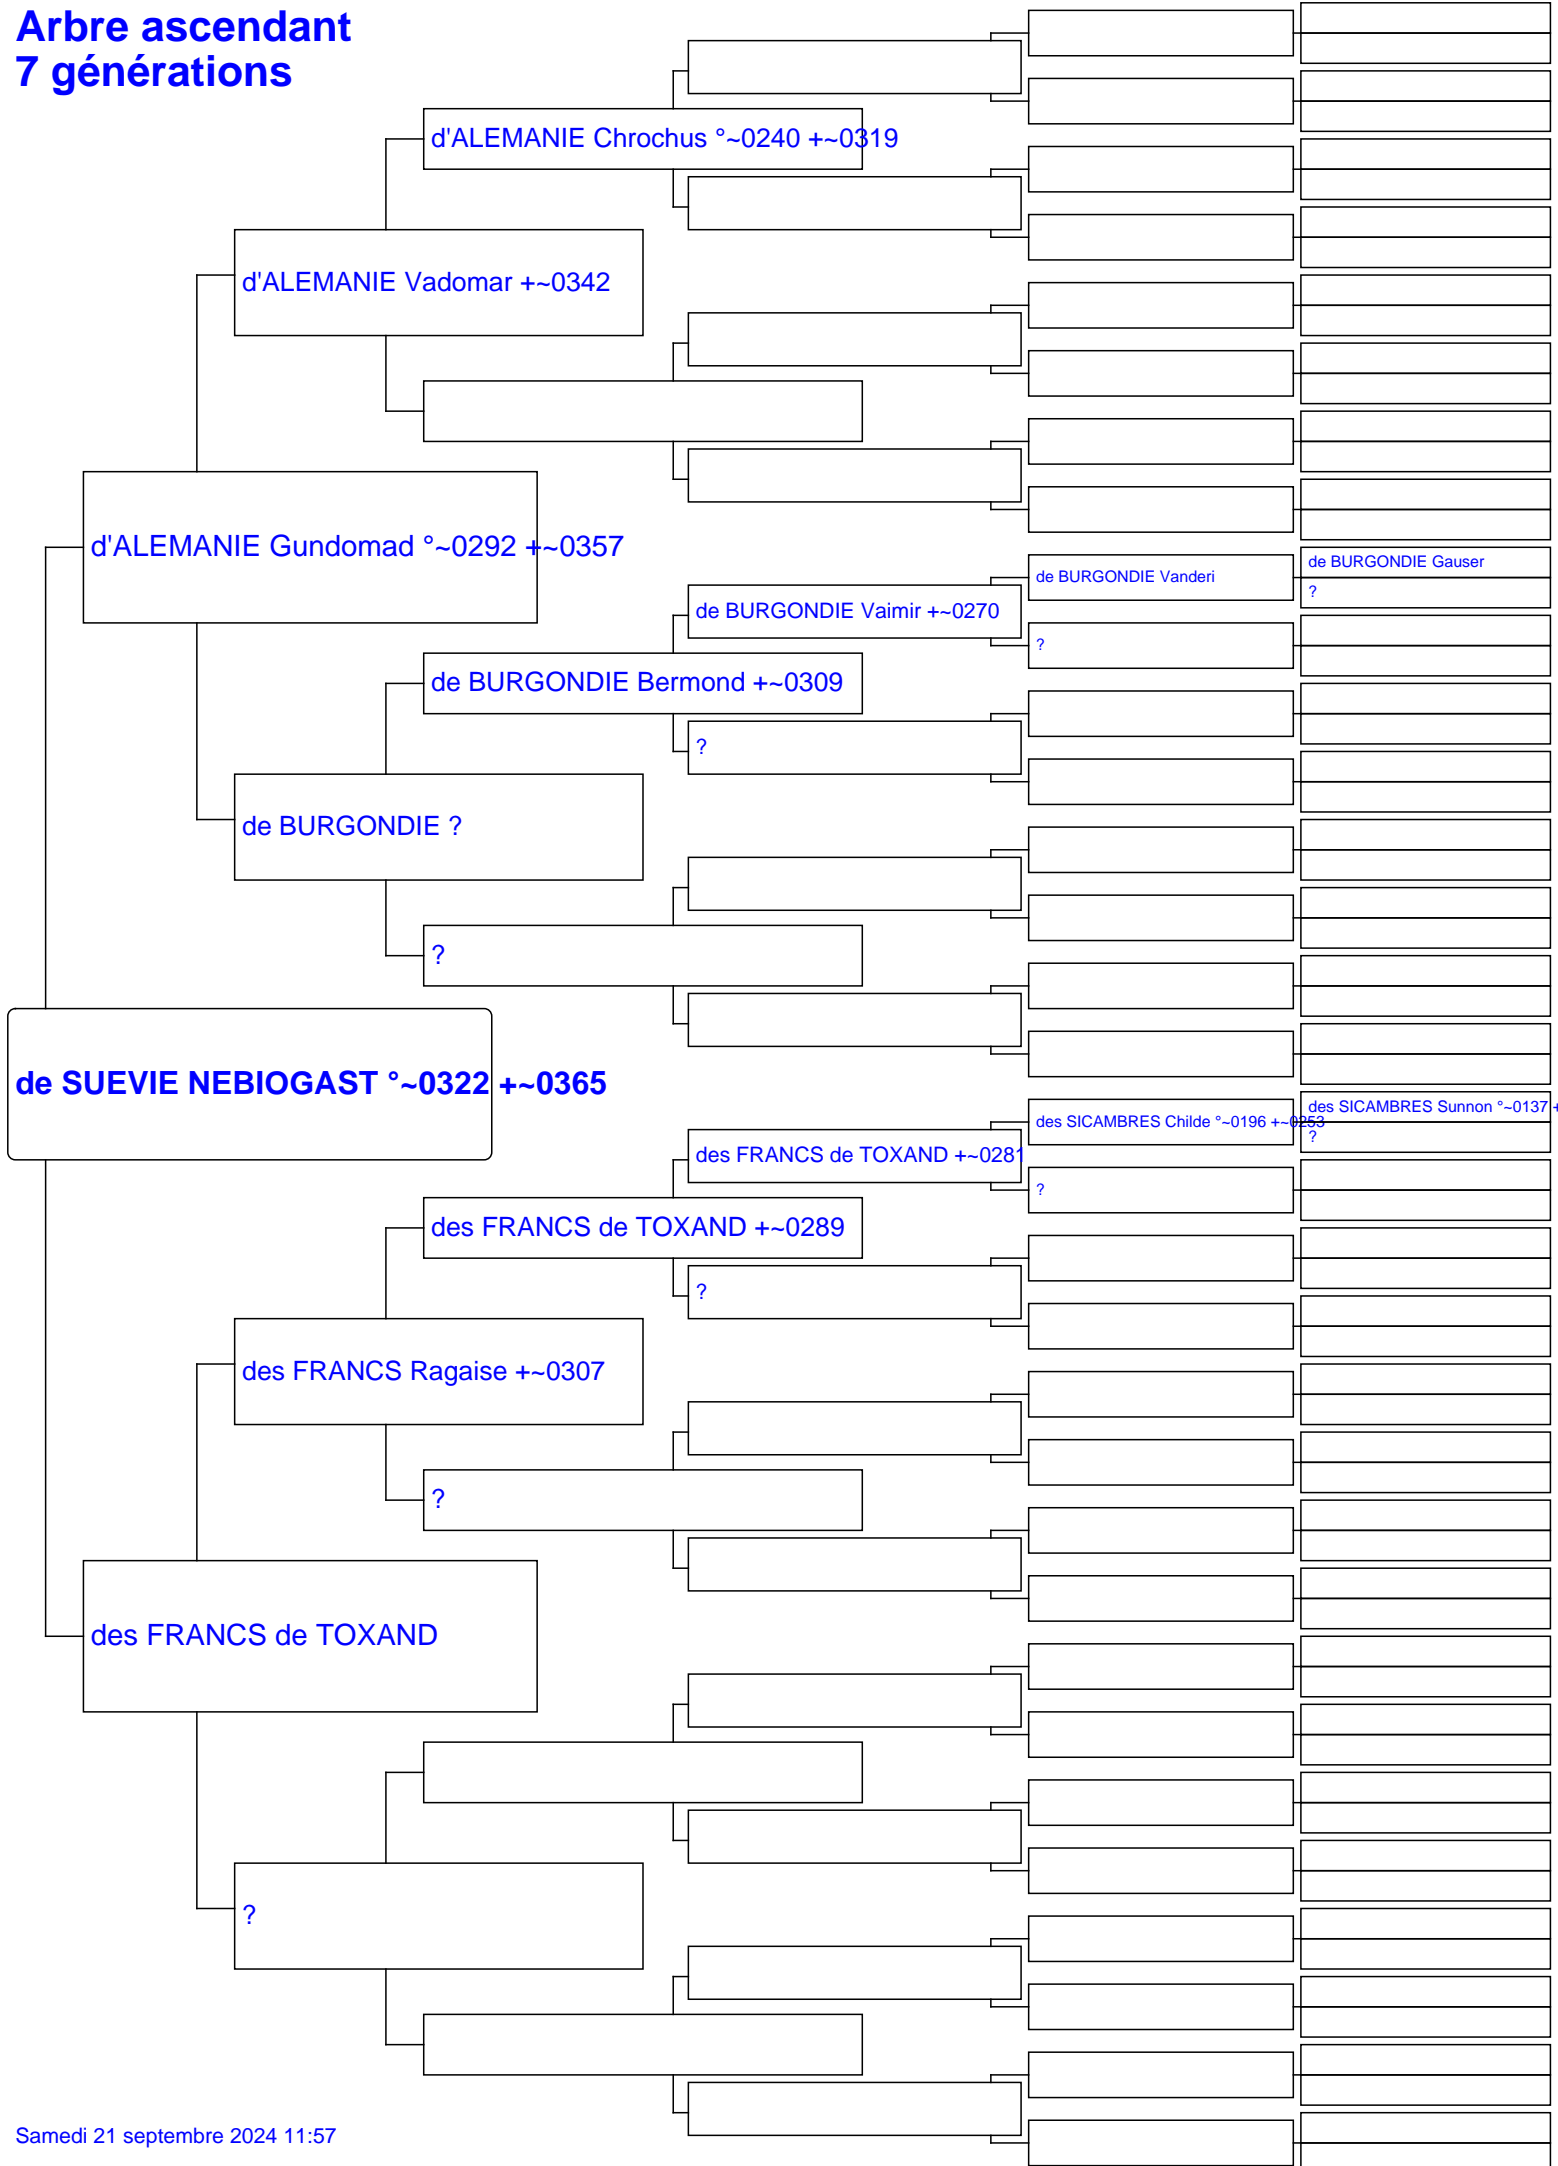 Arbre ascendant
7 générations
d'ALEMANIE Chrochus °~0240 +~0319
d'ALEMANIE Vadomar +~0342
d'ALEMANIE Gundomad °~0292 +~0357
de BURGONDIE Gauser
de BURGONDIE Vanderi
?
de BURGONDIE Vaimir +~0270
?
de BURGONDIE Bermond +~0309
?
de BURGONDIE ?
?
de SUEVIE NEBIOGAST °~0322 +~0365
des SICAMBRES Sunnon °~0137 +
des SICAMBRES Childe °~0196 +~0253
?
des FRANCS de TOXAND +~0281
?
des FRANCS de TOXAND +~0289
?
des FRANCS Ragaise +~0307
?
des FRANCS de TOXAND
?
Samedi 21 septembre 2024 11:57